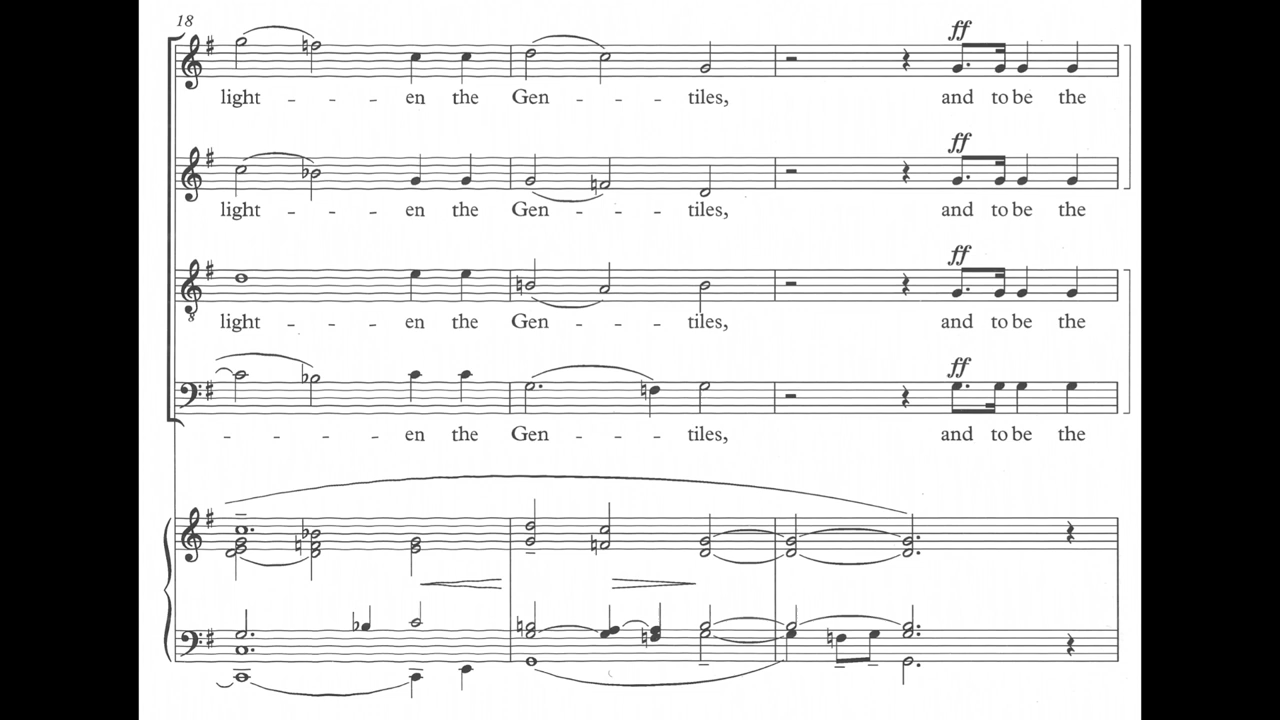 18
ff
light - - - en the Gen - - - tiles, and to be the
ff
light - - - en the Gen - - - tiles, and to be the
ff
8
light - - - en the Gen - - - tiles, and to be the
ff
- - - - en the Gen - - - tiles, and to be the